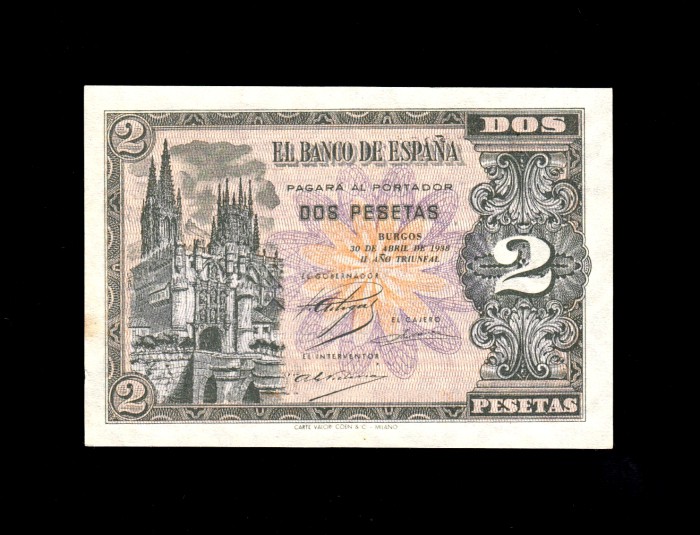 2
DOS
EL BANCO DE ESPAÑA
PAGARÁ AL PORTADOR
DOS PESETAS
BURGOS
30 DE ABRIL DE 1938
II AÑO TRIUNFAL
2
EL GOBERNADOR
EL CAJERO
EL INTERVENTOR
2
PESETAS
CARTE VALOR COEN & C - MILANO